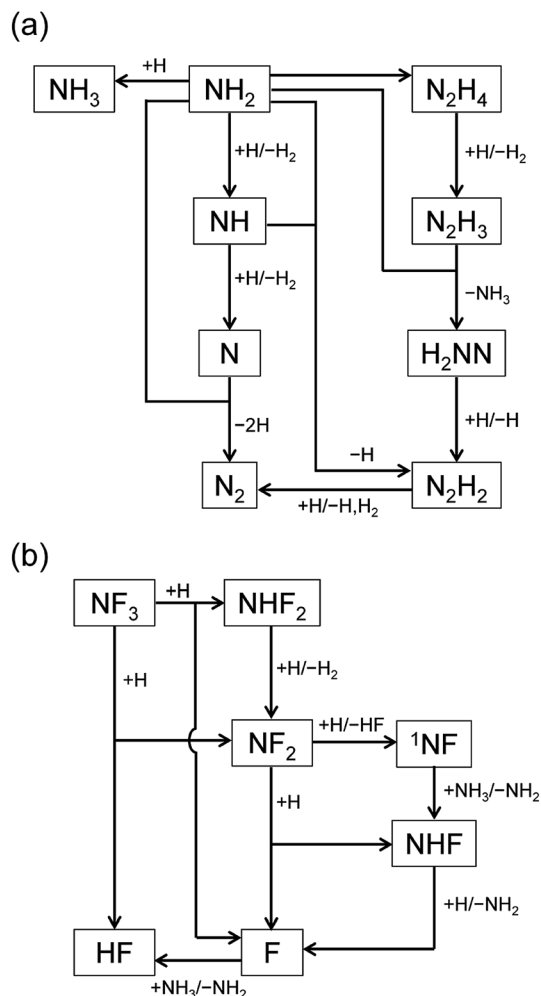 (a)
+H
NH₃
NH₂
N₂H₄
+H/−H₂
+H/−H₂
NH
N₂H₃
+H/−H₂
−NH₃
N
H₂NN
−2H
+H/−H
−H
N₂
N₂H₂
+H/−H,H₂
(b)
NF₃
+H
NHF₂
+H
+H/−H₂
+H/−HF
NF₂
¹NF
+H
+NH₃/−NH₂
NHF
+H/−NH₂
HF
F
+NH₃/−NH₂